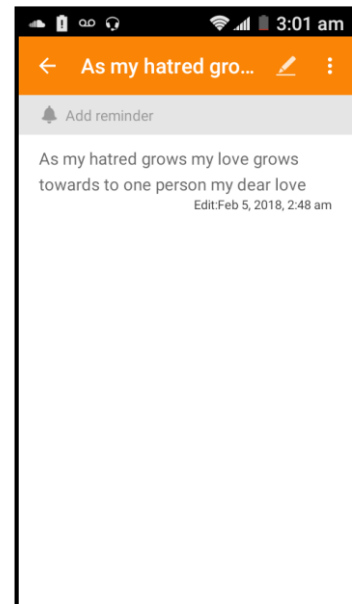 3:01 am
As my hatred gro...
Add reminder
As my hatred grows my love grows
towards to one person my dear love
Edit:Feb 5, 2018, 2:48 am